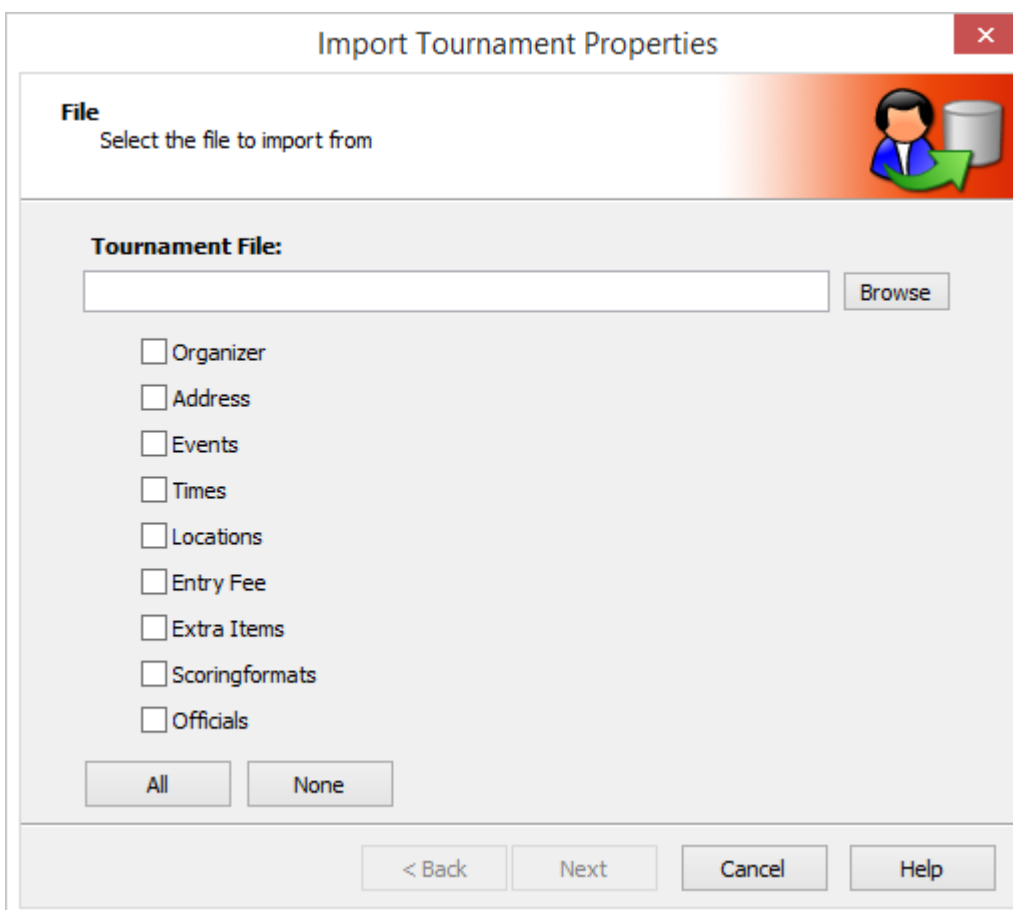 Import Tournament Properties
File
Select the file to import from
Tournament File:
Browse
Organizer
Address
Events
Times
Locations
Entry Fee
Extra Items
Scoringformats
Officials
All None
< Back Next Cancel Help